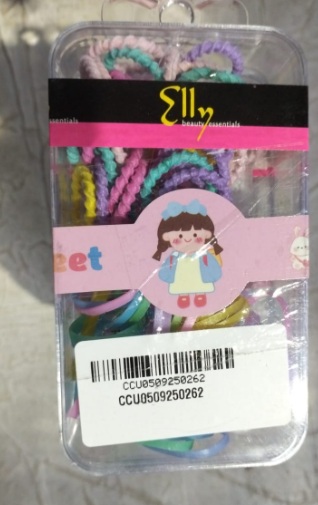 Elly
essentials
beauty essentials
eet
CCU0509250262
CCU0509250262